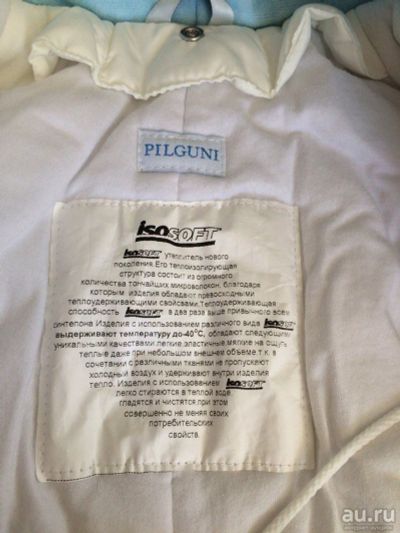 PILGUNI
isosoft™
isosoft утеплитель нового
поколения.Его теплоизолирующая
структура состоит из огромного
количества тончайших микроволокон, благодаря
которым изделия обладают превосходными
теплоудерживающими свойствами.Теплоудерживающая
способность isosoft в два раза выше привычного всем
синтепона Изделия с использованием различного вида isosoft
выдерживают температуру до-40°С, обладают следующими
уникальными качествами легкие эластичные мягкие на ощупь
теплые даже при небольшом внешнем объеме т.к. в
сочетании с различными тканями не пропускают
холодный воздух и удерживают внутри изделия
тепло. Изделия с использованием isosoft
легко стираются в теплой воде,
гладятся и чистятся при этом
совершенно не меняя своих
потребительских
свойств.
au.ru